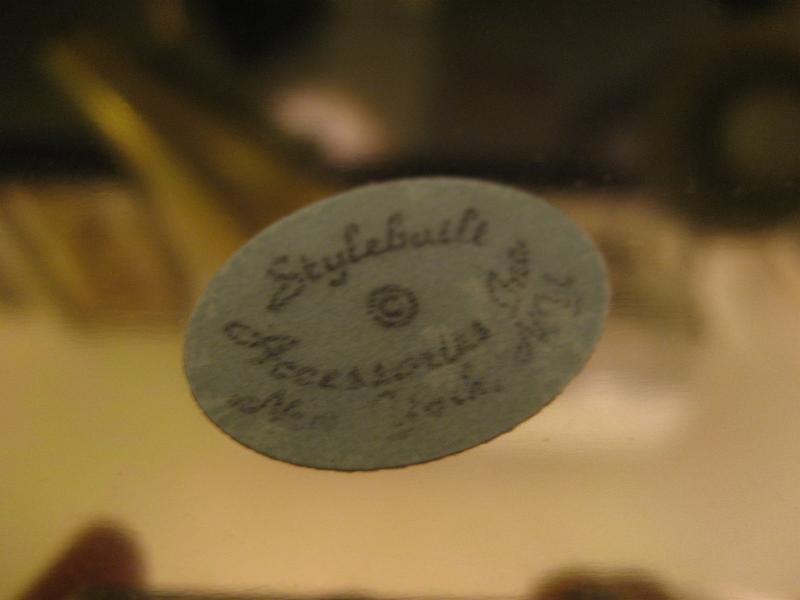 Stylebuilt
©
Accessories Inc.
New York, N.Y.